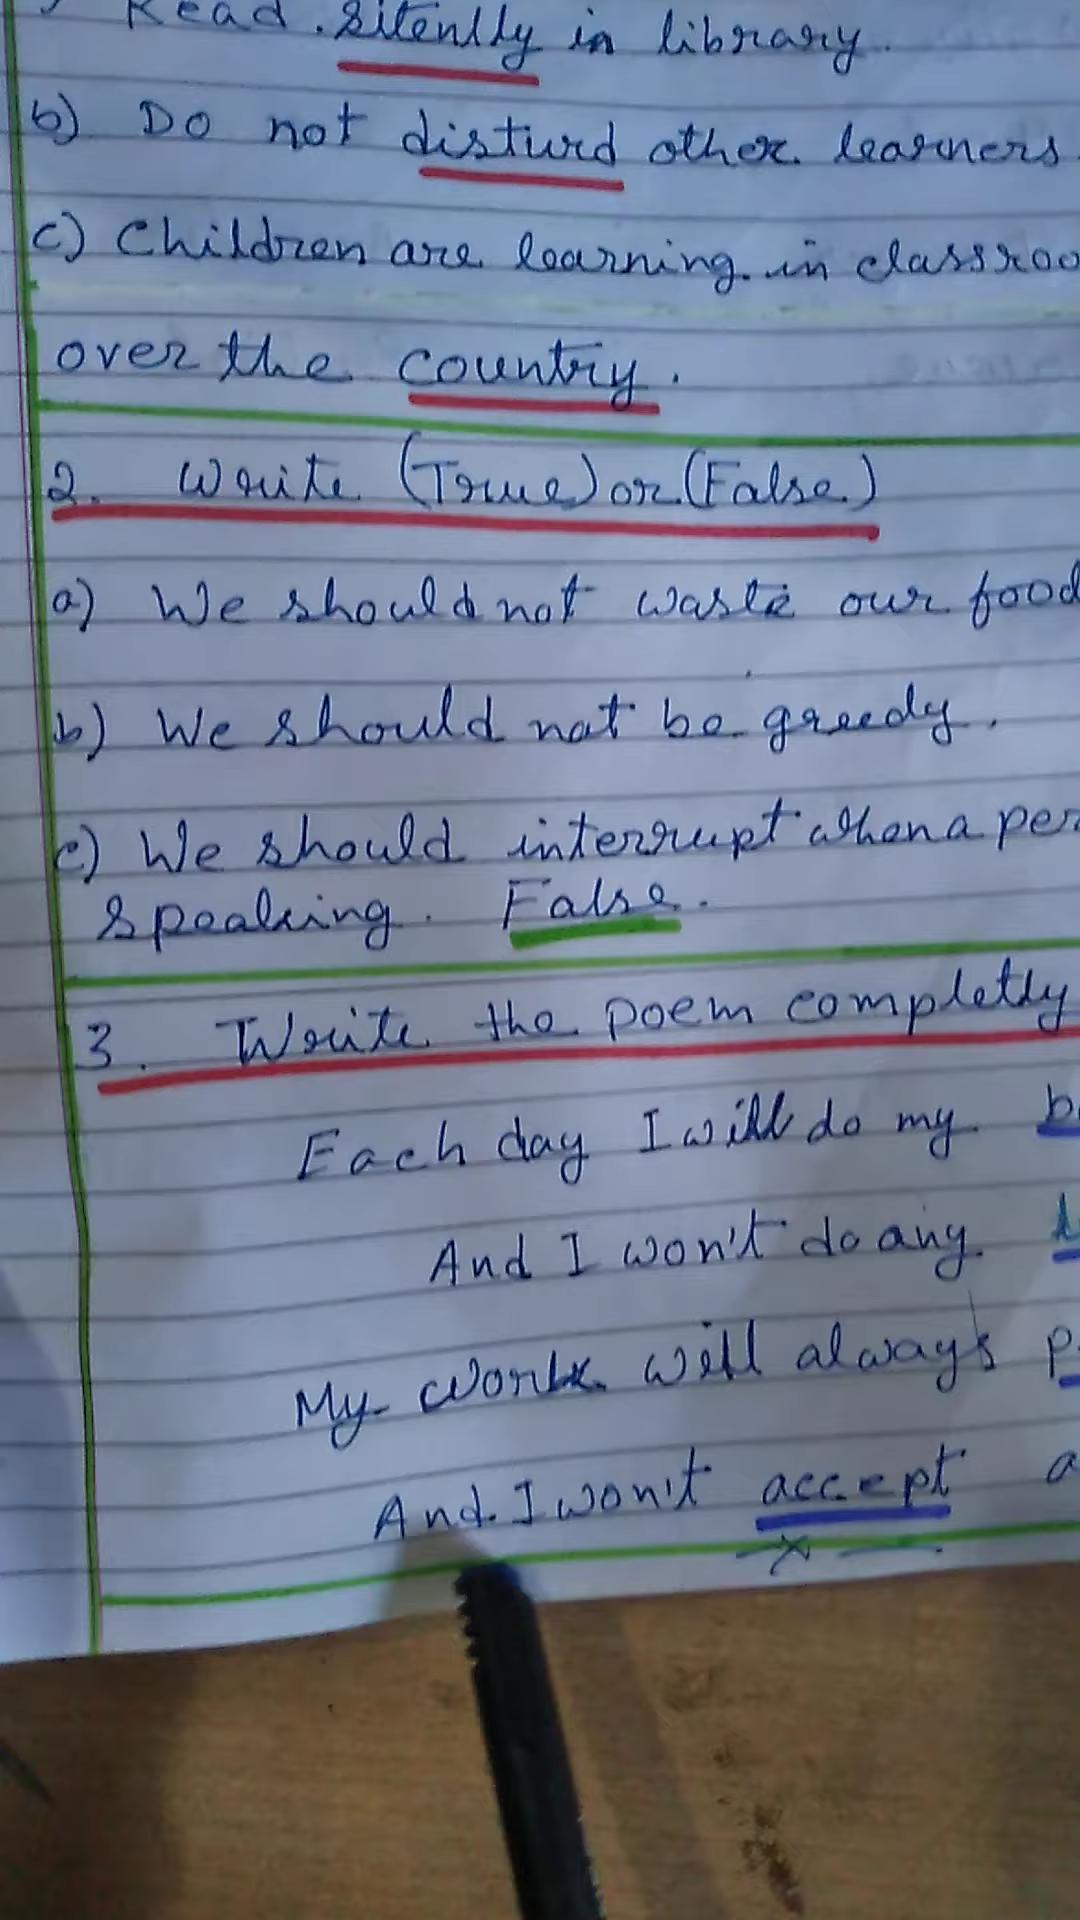 Read silently in library.
b) Do not disturd other learners
c) Children are learning in classroo
over the country.
2. Write (True) or (False)
a) We should not waste our food
b) We should not be greedy.
c) We should interrupt when a per
speaking. False.
3. Write the poem completly
Each day I will do my b
And I won't do any
My work will always p
And I won't accept a